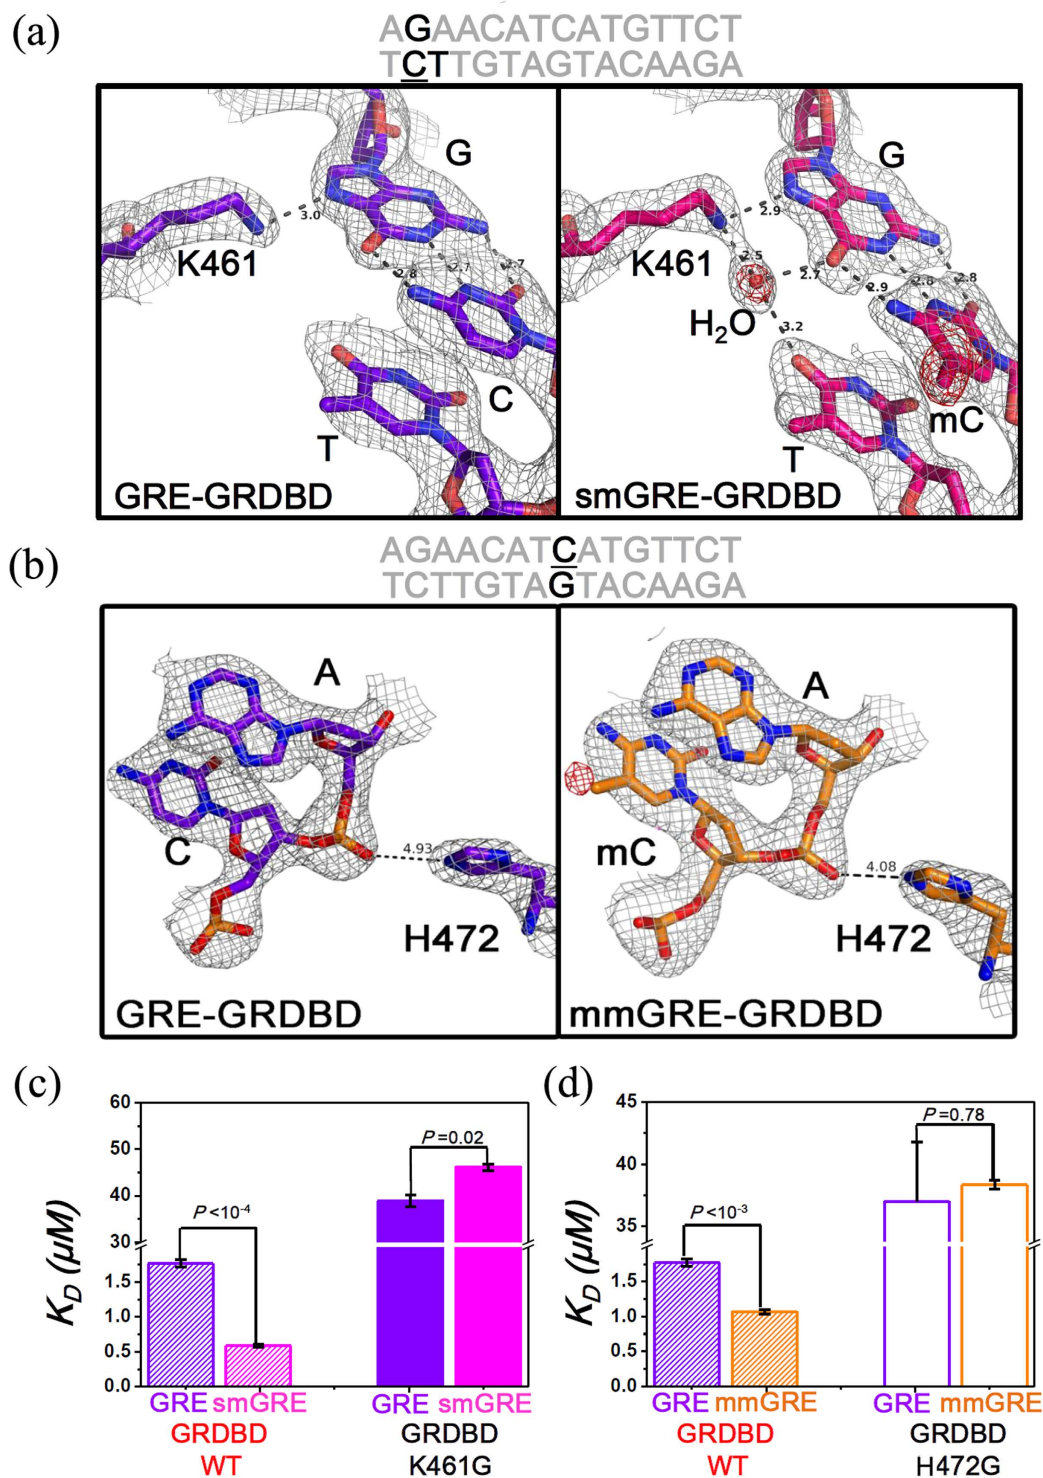 (a)
AGAACATCATGTTCT
TCTTGTAGTACAAGA
G
3.0
K461
2.8
2.7
2.7
C
T
GRE-GRDBD
G
2.9
K461
2.5
2.7
H₂O
2.9
2.8
2.8
3.2
mC
T
smGRE-GRDBD
(b)
AGAACATCATGTTCT
TCTTGTAGTACAAGA
A
C
4.93
H472
GRE-GRDBD
A
mC
4.08
H472
mmGRE-GRDBD
(c)
K_D (μM)
60
50
40
30
1.5
1.0
0.5
0.0
P<10⁻⁴
P=0.02
GRE smGRE GRE smGRE
GRDBD GRDBD
WT K461G
(d)
K_D (μM)
45
40
35
1.5
1.0
0.5
0.0
P<10⁻³
P=0.78
GRE mmGRE GRE mmGRE
GRDBD GRDBD
WT H472G